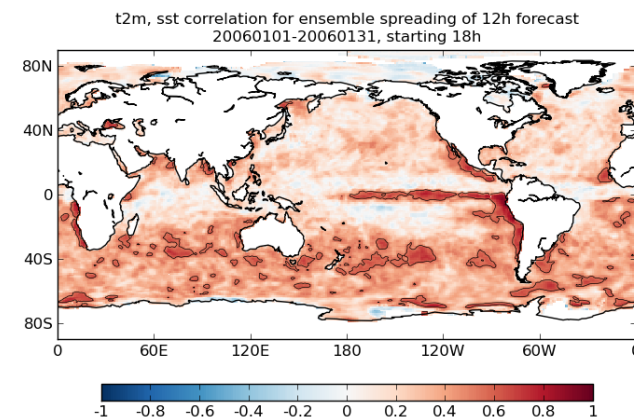 t2m, sst correlation for ensemble spreading of 12h forecast
20060101-20060131, starting 18h
80N
40N
0
40S
80S
0 60E 120E 180 120W 60W 0
-1 -0.8 -0.6 -0.4 -0.2 0 0.2 0.4 0.6 0.8 1